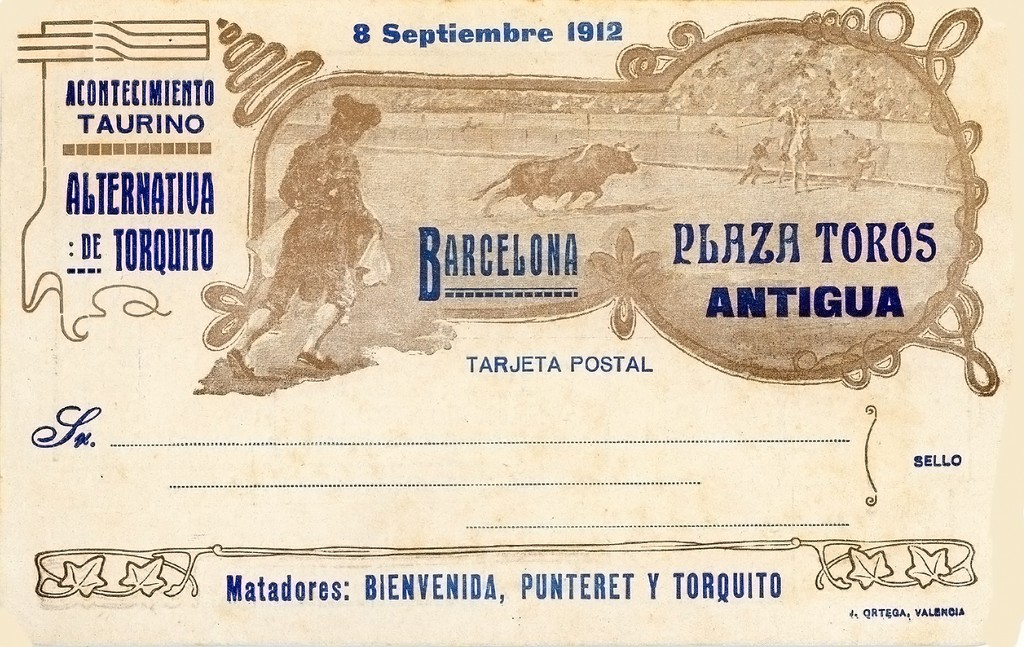 8 Septiembre 1912
ACONTECIMIENTO
TAURINO
ALTERNATIVA
: DE TORQUITO
BARCELONA
PLAZA TOROS
ANTIGUA
TARJETA POSTAL
Sr.
SELLO
Matadores: BIENVENIDA, PUNTERET Y TORQUITO
J. ORTEGA, VALENCIA